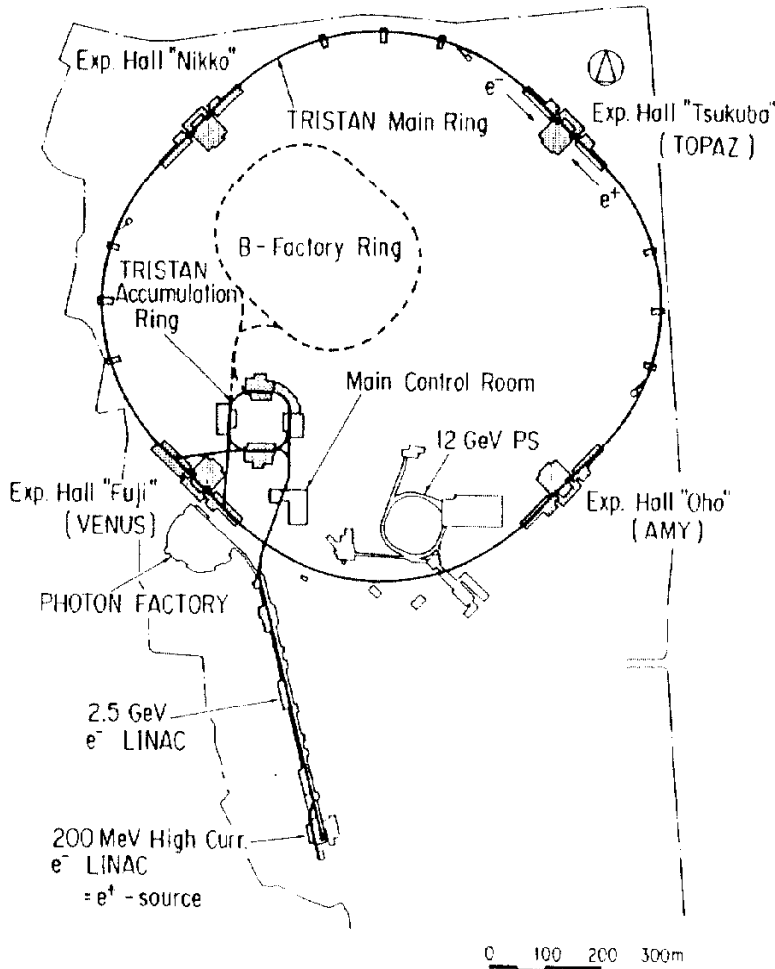 Exp. Hall "Nikko"
TRISTAN Main Ring
e⁻
Exp. Hall "Tsukuba"
( TOPAZ )
e⁺
B - Factory Ring
TRISTAN
Accumulation
Ring
Main Control Room
12 GeV PS
Exp. Hall "Fuji"
(VENUS)
Exp. Hall "Oho"
( AMY )
PHOTON FACTORY
2.5 GeV
e⁻ LINAC
200 MeV High Curr.
e⁻ LINAC
= e⁺ - source
0 100 200 300m